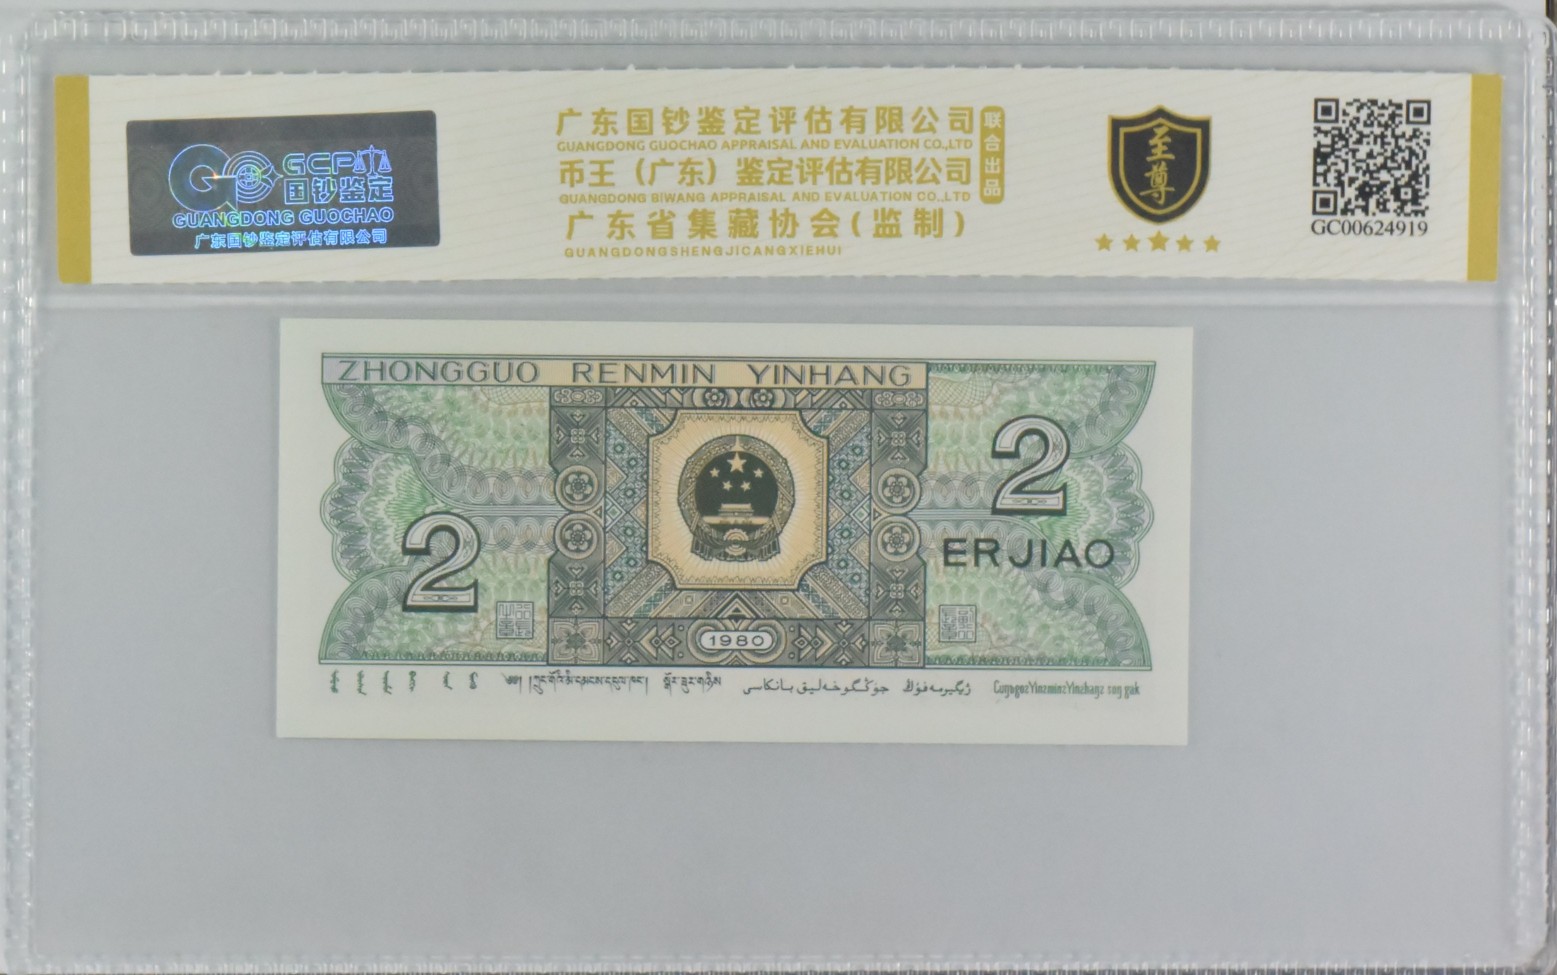 GCP
国钞鉴定
GUANGDONG GUOCHAO
广东国钞鉴定评估有限公司
广东国钞鉴定评估有限公司
GUANGDONG GUOCHAO APPRAISAL AND EVALUATION CO.,LTD
币王（广东）鉴定评估有限公司
GUANGDONG BIWANG APPRAISAL AND EVALUATION CO.,LTD
广东省集藏协会(监制)
GUANGDONGSHENGJICANGXIEHUI
联合出品
至尊
GC00624919
ZHONGGUO RENMIN YINHANG
2
ERJIAO
2
1980